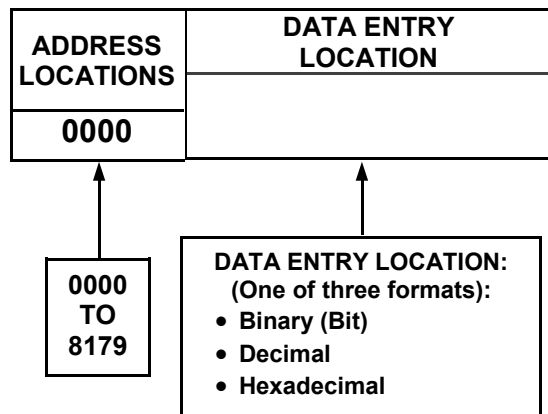 ADDRESS
LOCATIONS
DATA ENTRY
LOCATION
0000
0000
TO
8179
DATA ENTRY LOCATION:
(One of three formats):
• Binary (Bit)
• Decimal
• Hexadecimal